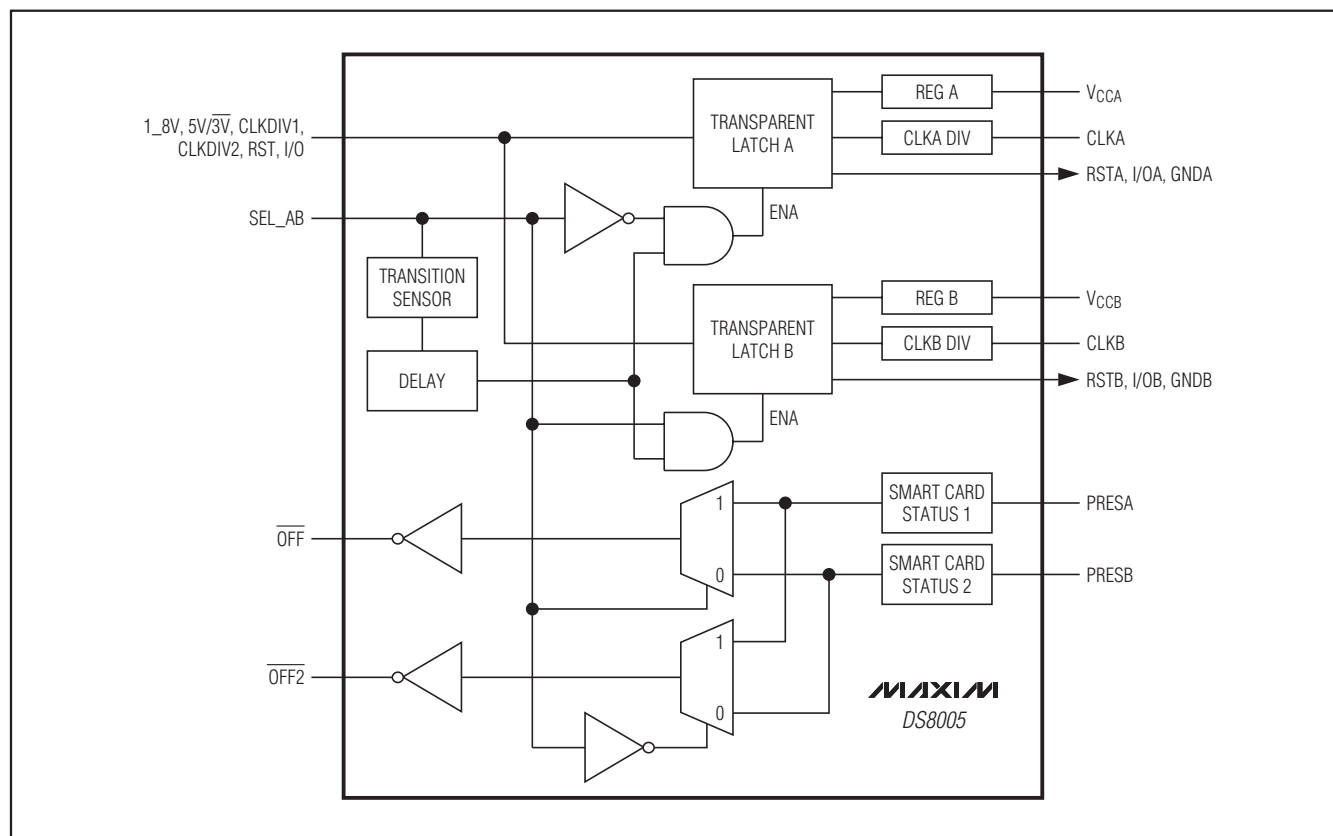 1_8V, 5V/3V̅, CLKDIV1,
CLKDIV2, RST, I/O
SEL_AB
TRANSITION
SENSOR
DELAY
TRANSPARENT
LATCH A
ENA
REG A
VCCA
CLKA DIV
CLKA
RSTA, I/OA, GNDA
TRANSPARENT
LATCH B
ENA
REG B
VCCB
CLKB DIV
CLKB
RSTB, I/OB, GNDB
O̅F̅F̅
1
0
SMART CARD
STATUS 1
PRESA
SMART CARD
STATUS 2
PRESB
O̅F̅F̅2̅
1
0
MAXIM
DS8005